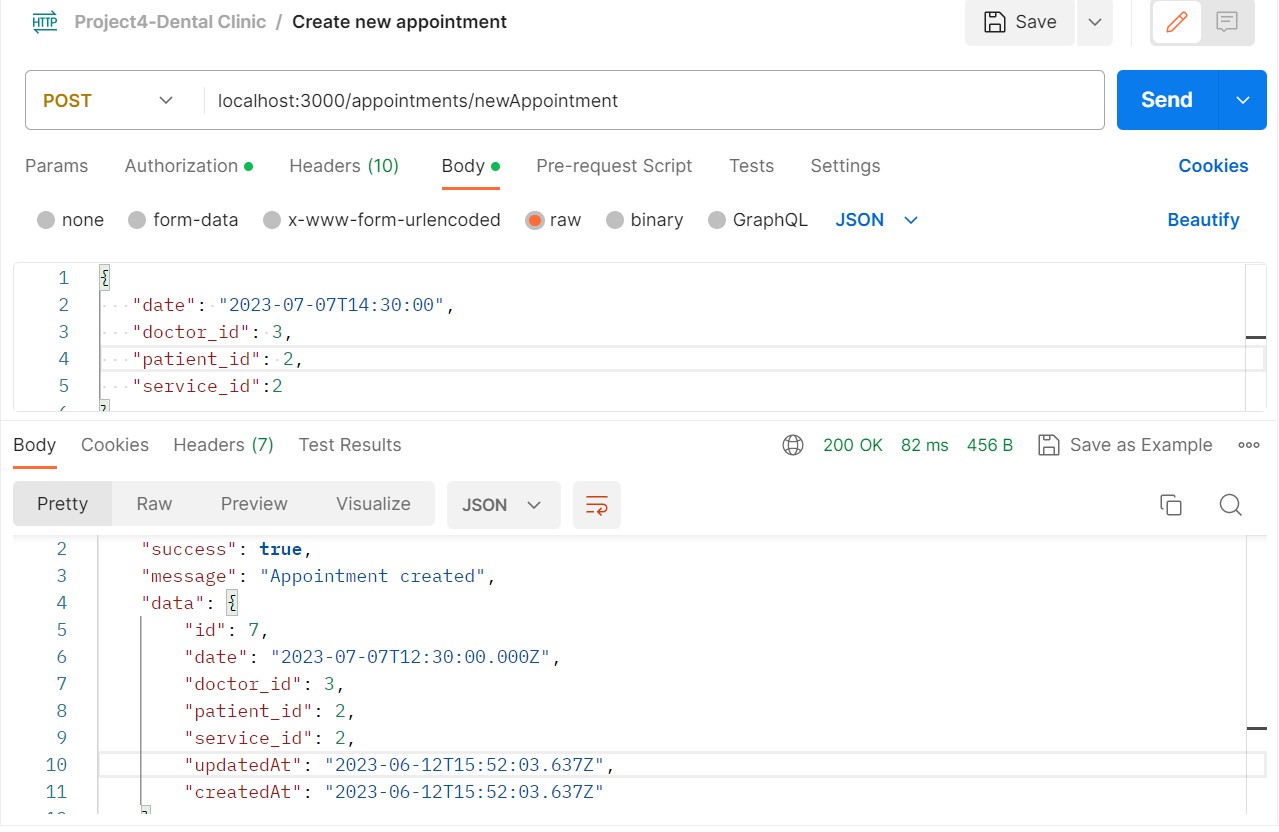 HTTP Project4-Dental Clinic / Create new appointment Save
POST localhost:3000/appointments/newAppointment Send
Params Authorization Headers (10) Body Pre-request Script Tests Settings Cookies
none form-data x-www-form-urlencoded raw binary GraphQL JSON Beautify
1 {
2 "date": "2023-07-07T14:30:00",
3 "doctor_id": 3,
4 "patient_id": 2,
5 "service_id":2
6 }
Body Cookies Headers (7) Test Results 200 OK 82 ms 456 B Save as Example
Pretty Raw Preview Visualize JSON
2 "success": true,
3 "message": "Appointment created",
4 "data": {
5 "id": 7,
6 "date": "2023-07-07T12:30:00.000Z",
7 "doctor_id": 3,
8 "patient_id": 2,
9 "service_id": 2,
10 "updatedAt": "2023-06-12T15:52:03.637Z",
11 "createdAt": "2023-06-12T15:52:03.637Z"
12 }